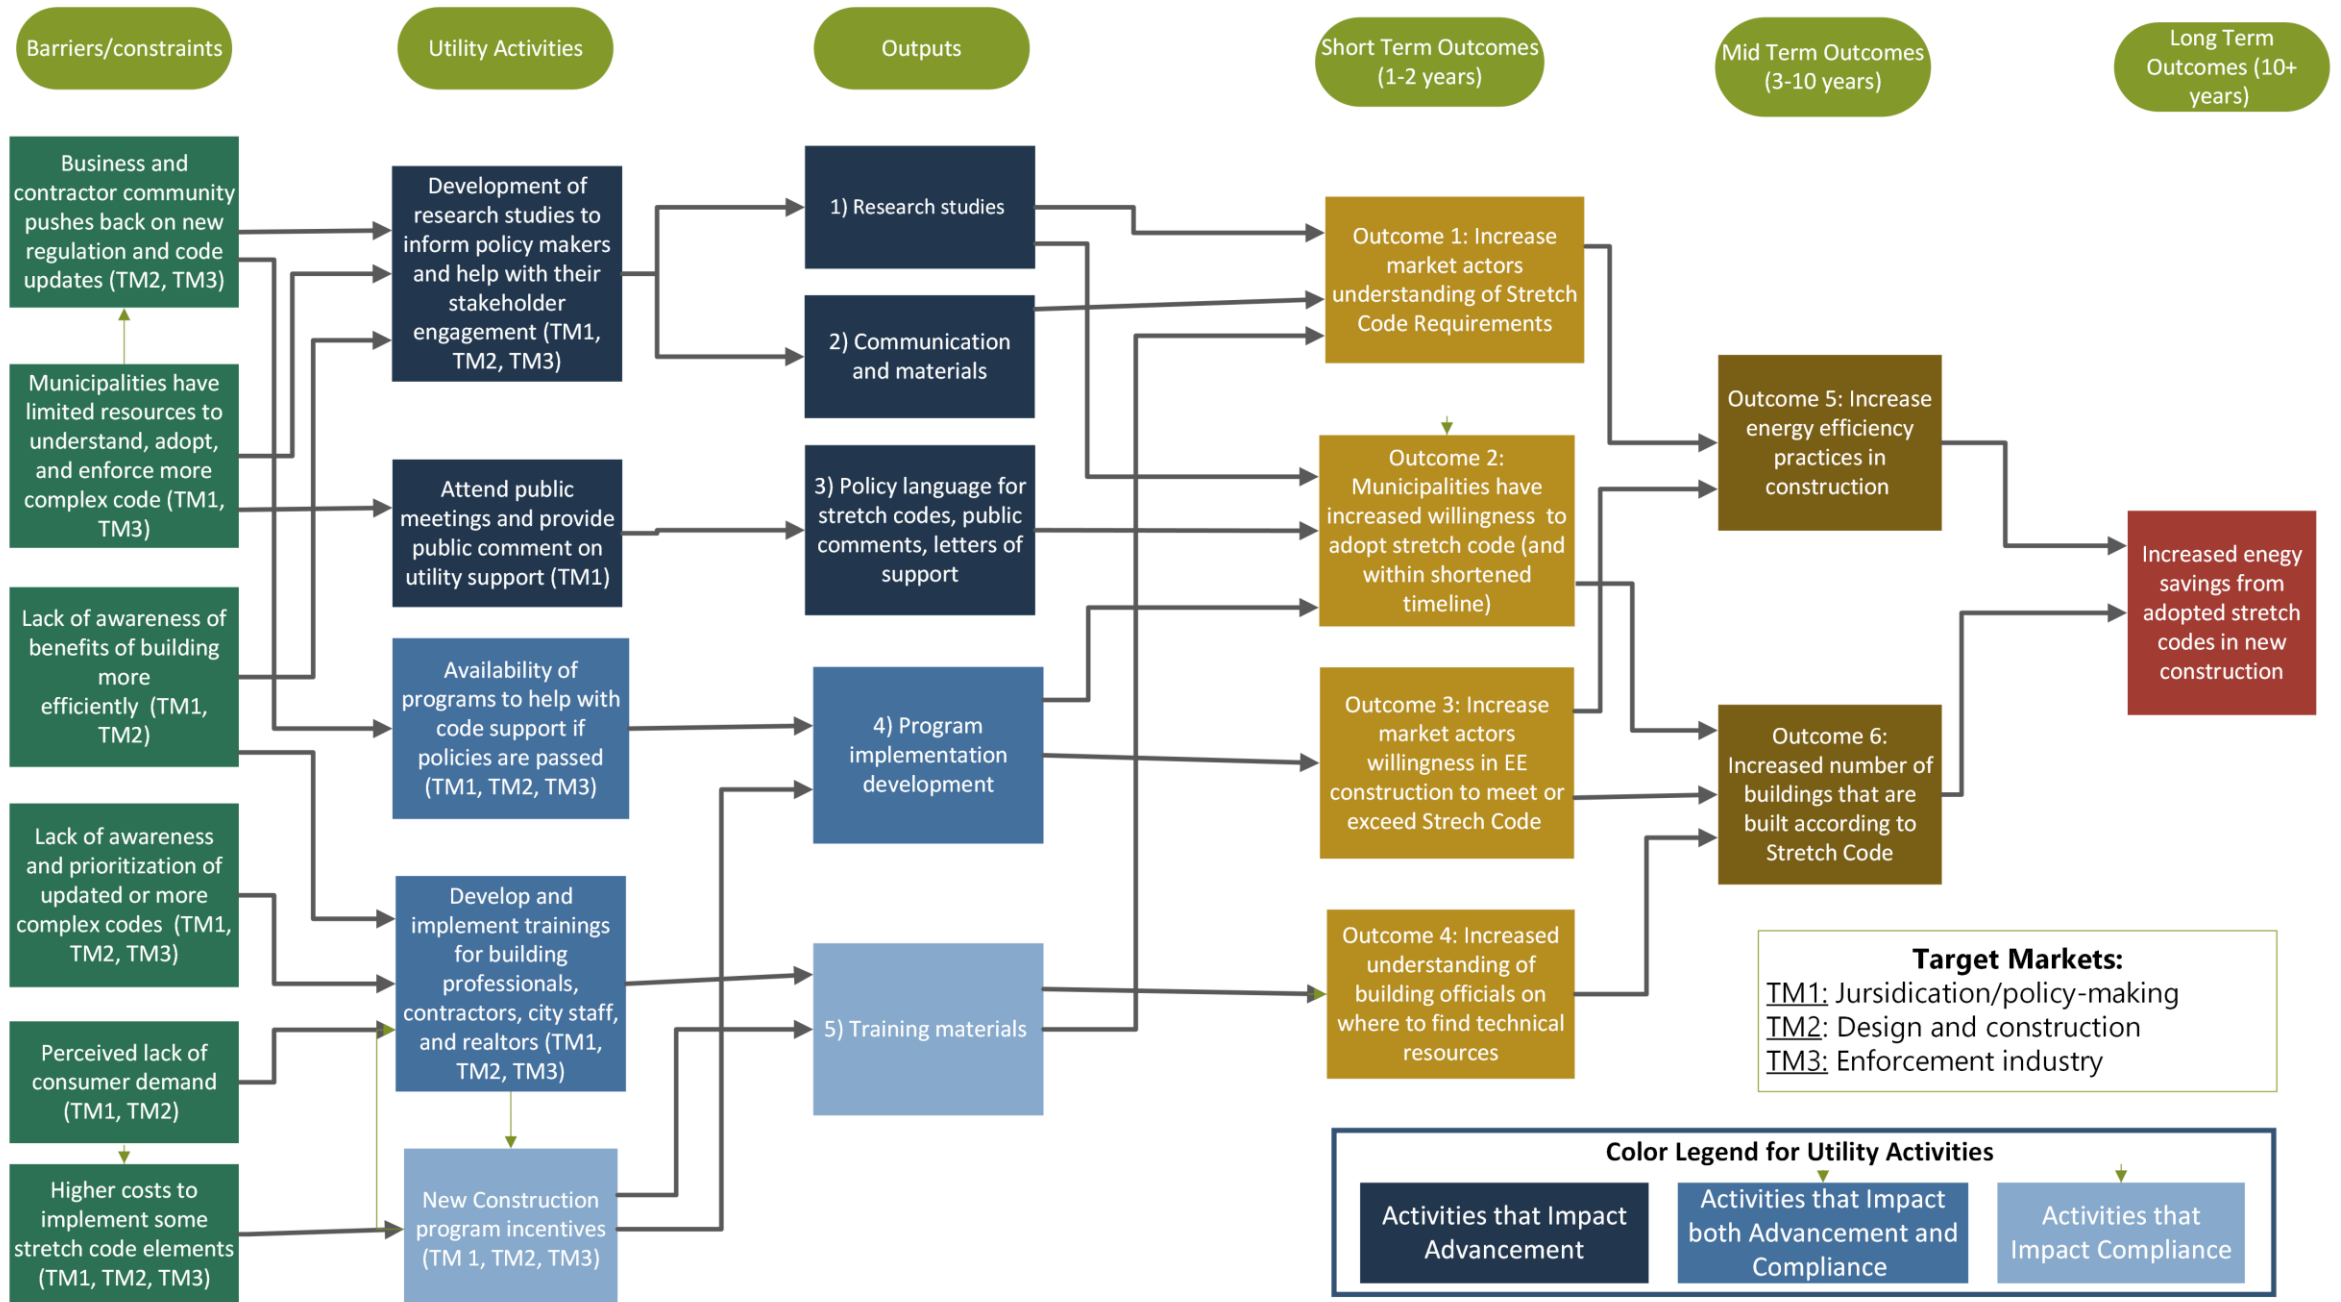 Barriers/constraints
Utility Activities
Outputs
Short Term Outcomes
(1-2 years)
Mid Term Outcomes
(3-10 years)
Long Term
Outcomes (10+
years)
Business and
contractor community
pushes back on new
regulation and code
updates (TM2, TM3)
Municipalities have
limited resources to
understand, adopt,
and enforce more
complex code (TM1,
TM3)
Lack of awareness of
benefits of building
more
efficiently (TM1,
TM2)
Lack of awareness
and prioritization of
updated or more
complex codes (TM1,
TM2, TM3)
Perceived lack of
consumer demand
(TM1, TM2)
Higher costs to
implement some
stretch code elements
(TM1, TM2, TM3)
Development of
research studies to
inform policy makers
and help with their
stakeholder
engagement (TM1,
TM2, TM3)
Attend public
meetings and provide
public comment on
utility support (TM1)
Availability of
programs to help with
code support if
policies are passed
(TM1, TM2, TM3)
Develop and
implement trainings
for building
professionals,
contractors, city staff,
and realtors (TM1,
TM2, TM3)
New Construction
program incentives
(TM 1, TM2, TM3)
1) Research studies
2) Communication
and materials
3) Policy language for
stretch codes, public
comments, letters of
support
4) Program
implementation
development
5) Training materials
Outcome 1: Increase
market actors
understanding of Stretch
Code Requirements
Outcome 2:
Municipalities have
increased willingness to
adopt stretch code (and
within shortened
timeline)
Outcome 3: Increase
market actors
willingness in EE
construction to meet or
exceed Strech Code
Outcome 4: Increased
understanding of
building officials on
where to find technical
resources
Outcome 5: Increase
energy efficiency
practices in
construction
Outcome 6:
Increased number of
buildings that are
built according to
Stretch Code
Increased enegy
savings from
adopted stretch
codes in new
construction
Target Markets:
TM1: Jursidication/policy-making
TM2: Design and construction
TM3: Enforcement industry
Color Legend for Utility Activities
Activities that Impact
Advancement
Activities that Impact
both Advancement and
Compliance
Activities that
Impact Compliance